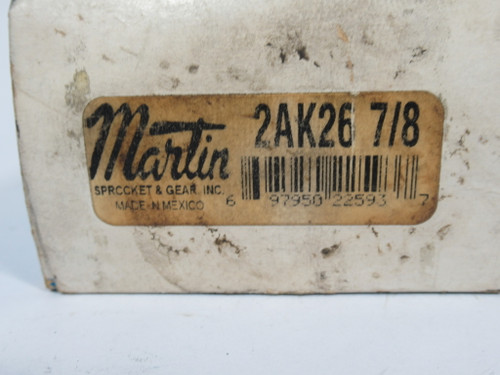 Martin
SPROCKET & GEAR, INC.
MADE IN MEXICO
2AK26 7/8
6 97950 22593 7